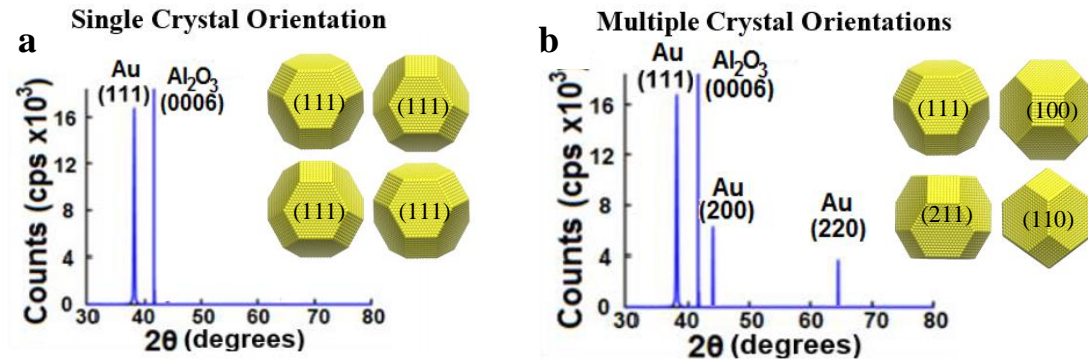 Single Crystal Orientation
a
Au
(111)
Al₂O₃
(0006)
Counts (cps x10³)
16
12
8
4
0
30 40 50 60 70 80
2θ (degrees)
(111)
(111)
(111)
(111)
Multiple Crystal Orientations
b
Au
(111)
Al₂O₃
(0006)
Au
(200)
Au
(220)
Counts (cps x10³)
16
12
8
4
0
30 40 50 60 70 80
2θ (degrees)
(111)
(100)
(211)
(110)